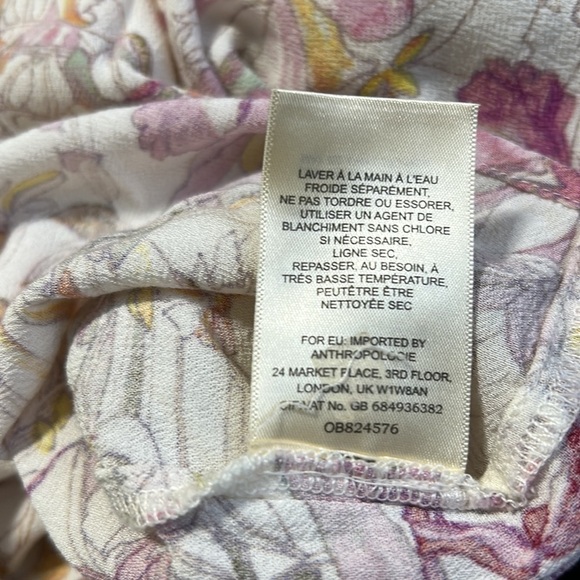 LAVER À LA MAIN À L'EAU
FROIDE SÉPARÉMENT,
NE PAS TORDRE OU ESSORER,
UTILISER UN AGENT DE
BLANCHIMENT SANS CHLORE
SI NÉCESSAIRE,
LIGNE SEC,
REPASSER, AU BESOIN, À
TRÈS BASSE TEMPÉRATURE,
PEUTÊTRE ÊTRE
NETTOYÉE SEC
FOR EU: IMPORTED BY
ANTHROPOLOGIE
24 MARKET PLACE, 3RD FLOOR,
LONDON, UK W1W8AN
CIF/VAT No. GB 684936382
OB824576